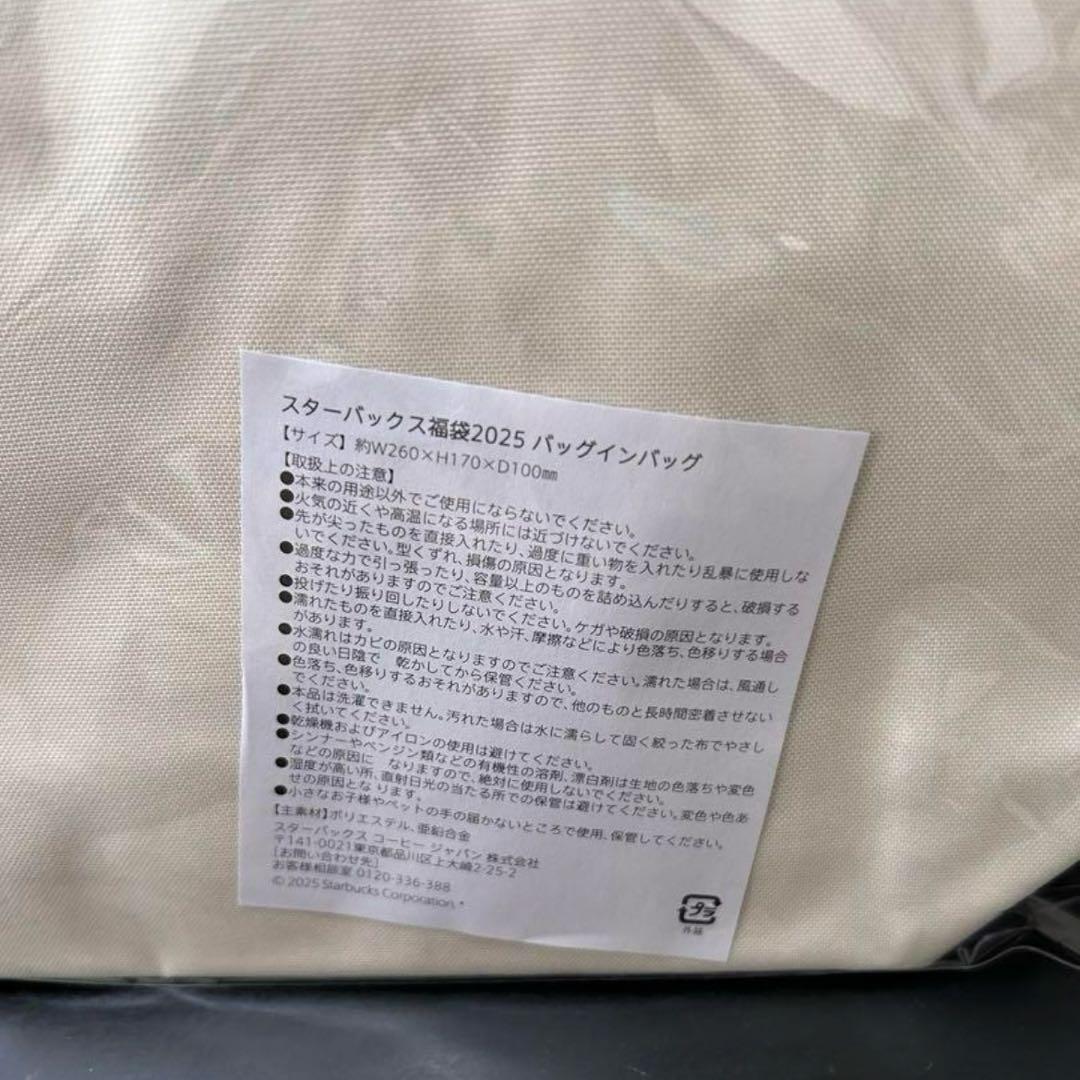 スターバックス福袋2025 バッグインバッグ
【サイズ】 約W260×H170×D100㎜
【取扱上の注意】
●本来の用途以外でご使用にならないでください。
●火気の近くや高温になる場所には近づけないでください。
●先が尖ったものを直接入れたり、過度に重い物を入れたり乱暴に使用しな
いでください。型くずれ、損傷の原因となります。
●過度な力で引っ張ったり、容量以上のものを詰め込んだりすると、破損する
おそれがありますのでご注意ください。
●投げたり振り回したりしないでください。ケガや破損の原因となります。
●濡れたものを直接入れたり、水や汗、摩擦などにより色落ち、色移りする場合
があります。
●水濡れはカビの原因となりますのでご注意ください。濡れた場合は、風通し
の良い日陰で　乾かしてから保管ください。
●色落ち、色移りするおそれがありますので、他のものと長時間密着させない
でください。
●本品は洗濯できません。汚れた場合は水に濡らして固く絞った布でやさし
く拭いてください。
●乾燥機およびアイロンの使用は避けてください。
●シンナーやベンジン類などの有機性の溶剤、漂白剤は生地の色落ちや変色
などの原因に　なりますので、絶対に使用しないでください。
●湿度が高い所、直射日光の当たる所での保管は避けてください。変色や色あ
せの原因とな ります。
●小さなお子様やペットの手の届かないところで使用、保管してください。
【主素材】ポリエステル、亜鉛合金
スターバックス コーヒー ジャパン 株式会社
〒141-0021東京都品川区上大崎2-25-2
[お問い合わせ先]
お客様相談室 0120-336-388
© 2025 Starbucks Corporation.*
プラ
外装